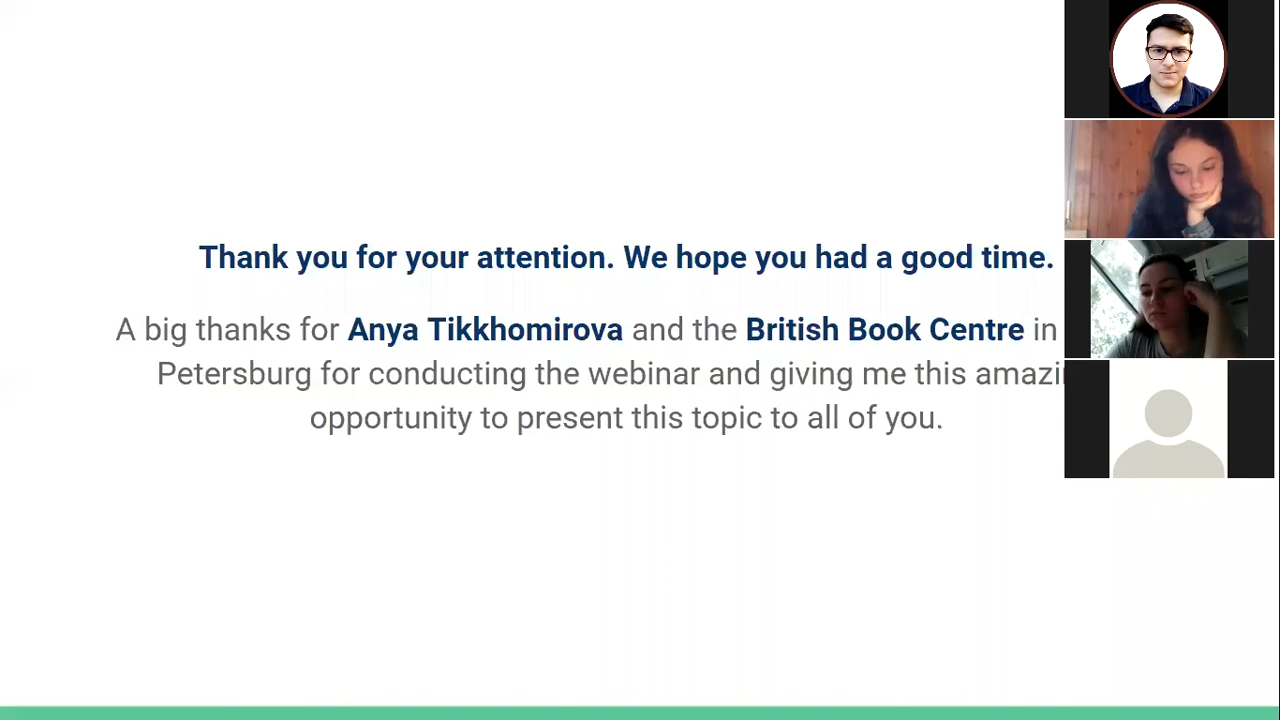 Thank you for your attention. We hope you had a good time.
A big thanks for Anya Tikkhomirova and the British Book Centre in
Petersburg for conducting the webinar and giving me this
opportunity to present this topic to all of you.